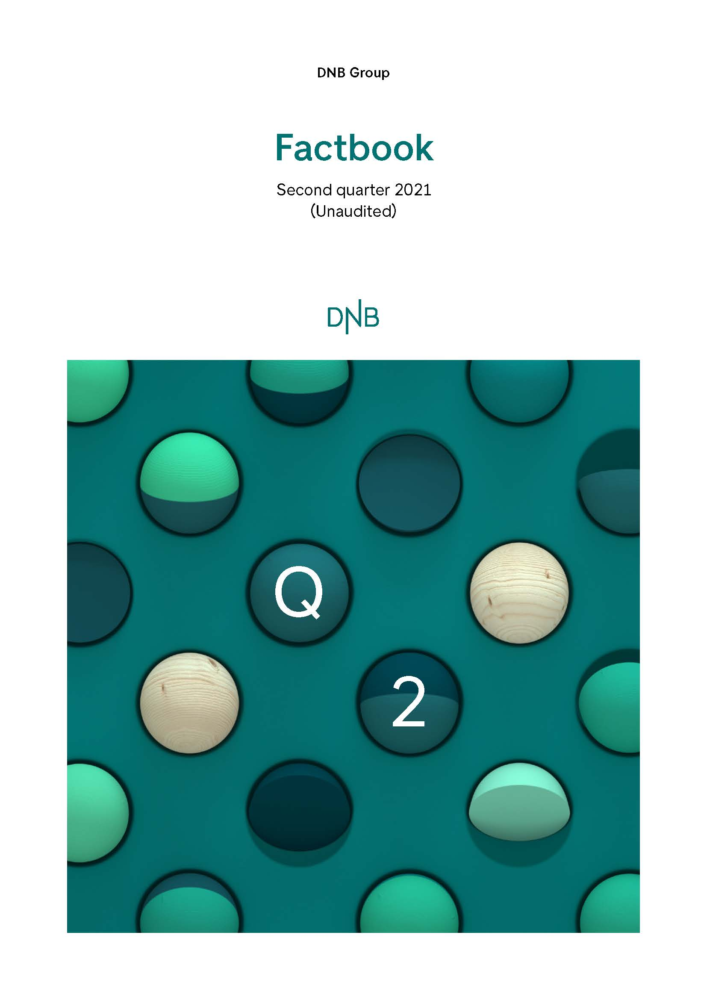 DNB Group
Factbook
Second quarter 2021
(Unaudited)
DNB
Q
2